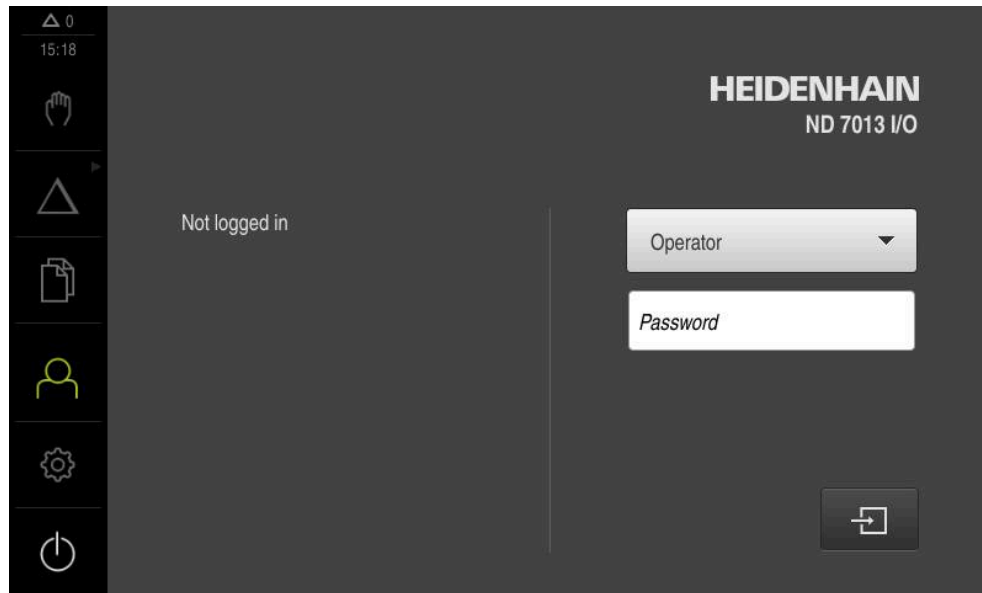 0
15:18
HEIDENHAIN
ND 7013 I/O
Not logged in
Operator
Password